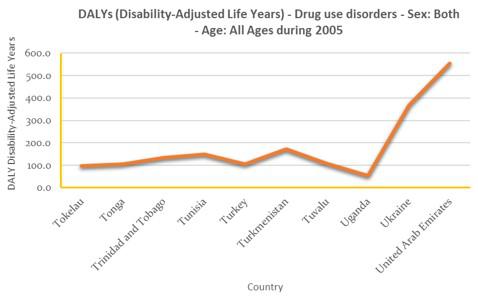 DALYs (Disability-Adjusted Life Years) - Drug use disorders - Sex: Both
- Age: All Ages during 2005
DALY Disability-Adjusted Life Years
600.0
500.0
400.0
300.0
200.0
100.0
0.0
Tokelau
Tonga
Trinidad and Tobago
Tunisia
Turkey
Turkmenistan
Tuvalu
Uganda
Ukraine
United Arab Emirates
Country